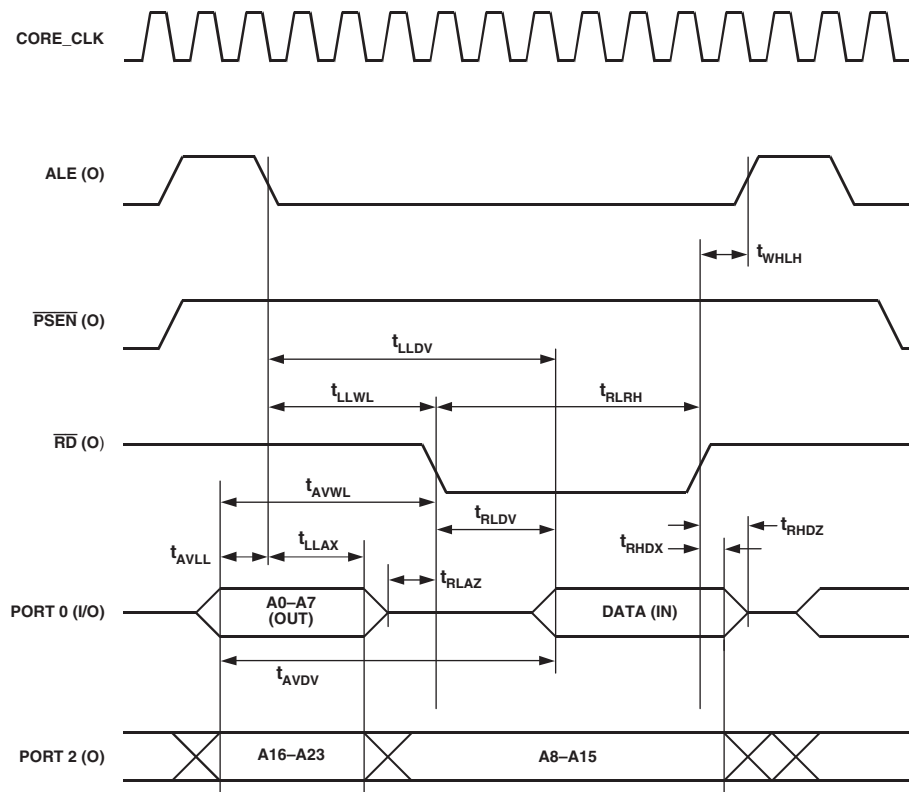 CORE_CLK
ALE (O)
tWHLH
PSEN (O)
tLLDV
tLLWL
tRLRH
RD (O)
tAVWL
tRLDV
tRHDZ
tAVLL
tLLAX
tRHDX
tRLAZ
PORT 0 (I/O)
A0–A7
(OUT)
DATA (IN)
tAVDV
PORT 2 (O)
A16–A23
A8–A15